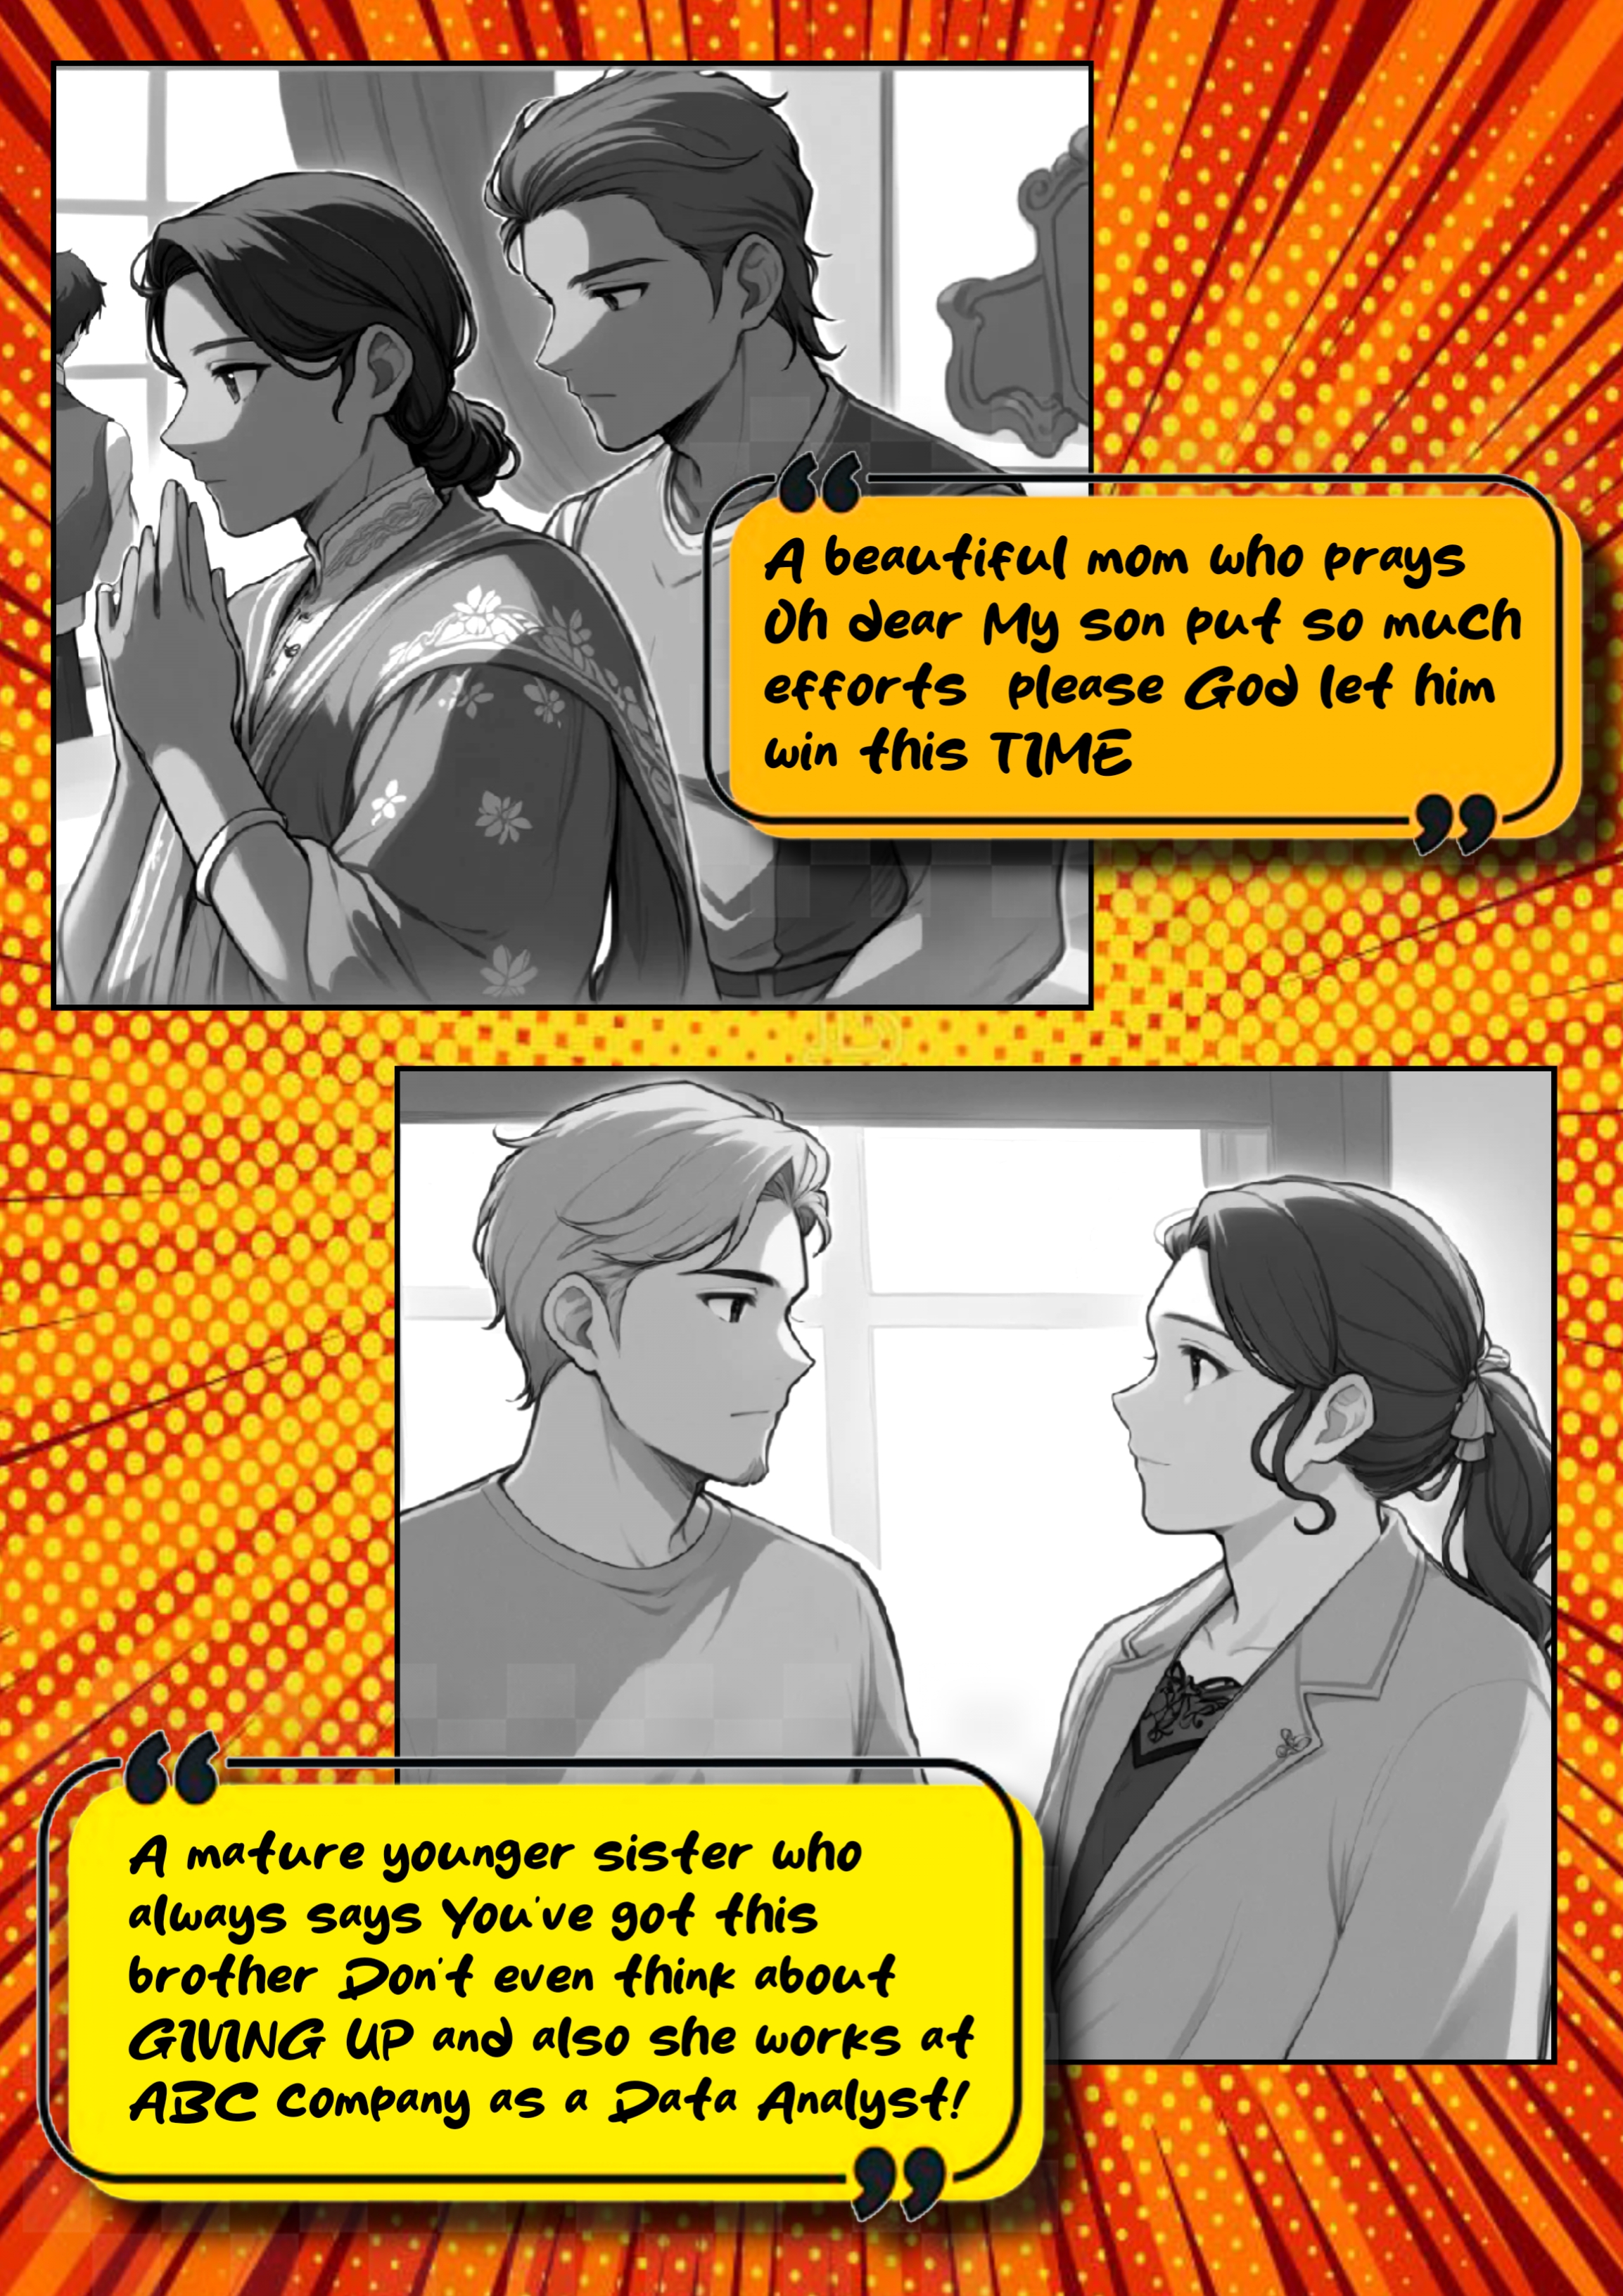 A beautiful mom who prays
Oh dear My son put so much
efforts please God let him
win this TIME
A mature younger sister who
always says You've got this
brother Don't even think about
GIVING UP and also she works at
ABC Company as a Data Analyst!